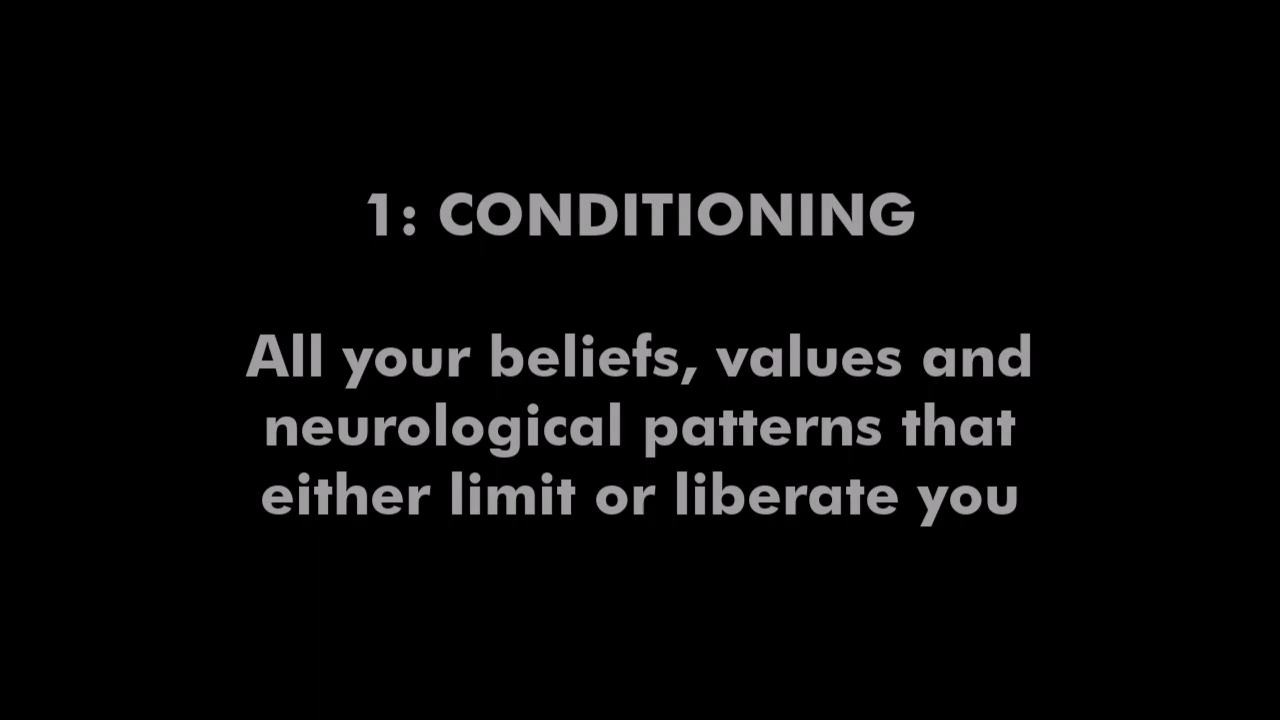 1: CONDITIONING
All your beliefs, values and
neurological patterns that
either limit or liberate you